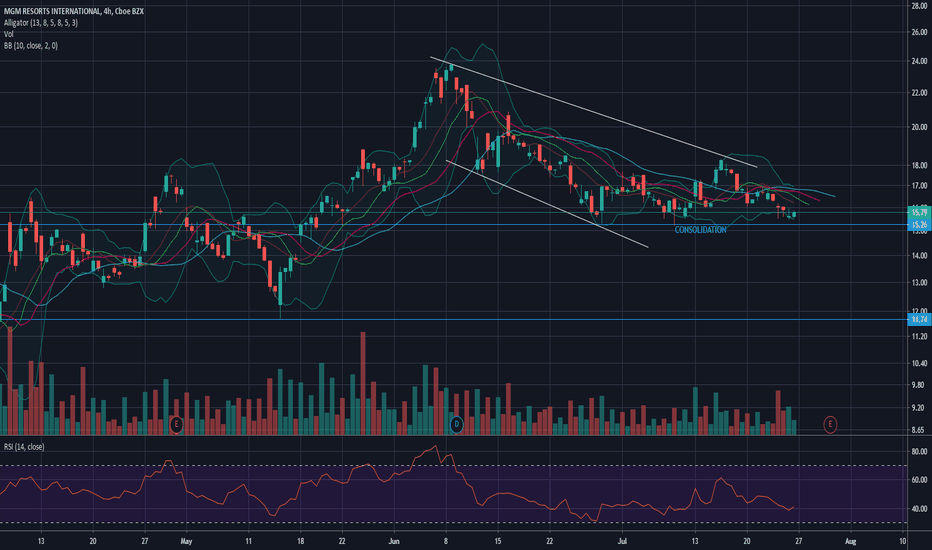 MGM RESORTS INTERNATIONAL, 4h, Cboe BZX
Alligator (13, 8, 5, 8, 5, 3)
Vol
BB (10, close, 2, 0)
28.00
26.00
24.00
22.00
20.00
18.00
17.00
15.79
15.26
CONSOLIDATION
14.00
13.00
12.00
11.74
11.20
10.40
9.80
9.20
8.65
E
D
E
RSI (14, close)
80.00
60.00
40.00
13
20
27
May
11
18
22
Jun
8
15
22
Jul
13
20
27
Aug
10